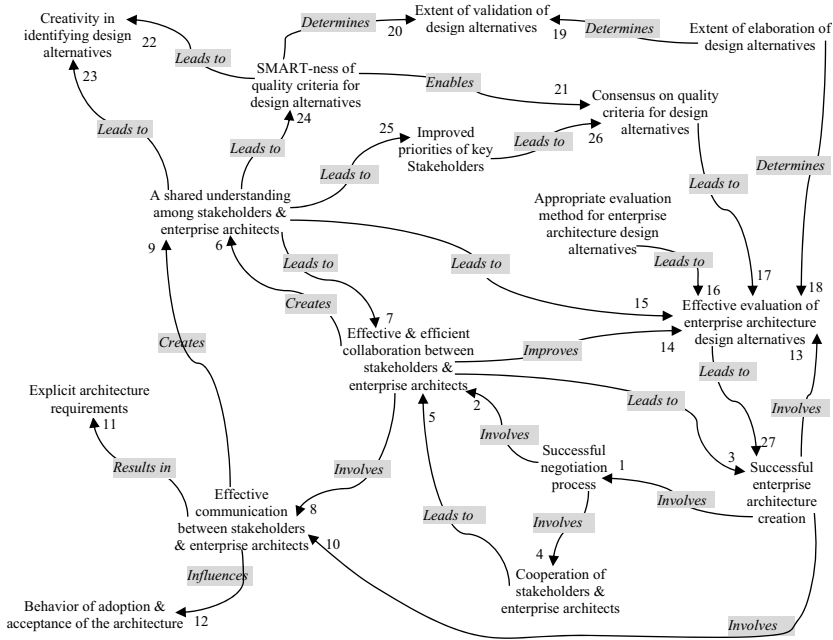 Creativity in
identifying design
alternatives
22
23
Leads to
Determines
20
Extent of validation of
design alternatives
19
Determines
Extent of elaboration of
design alternatives
SMART-ness of
quality criteria for
design alternatives
24
Enables
21
Consensus on quality
criteria for design
alternatives
25
Improved
priorities of key
Stakeholders
Leads to
26
Leads to
Leads to
Leads to
Determines
Leads to
A shared understanding
among stakeholders &
enterprise architects
9
6
Appropriate evaluation
method for enterprise
architecture design
alternatives
Leads to
Leads to
Leads to
16
17
18
Creates
7
15
Effective evaluation of
enterprise architecture
design alternatives
14
13
Effective & efficient
collaboration between
stakeholders &
enterprise architects
Improves
Creates
Leads to
Leads to
Involves
Explicit architecture
requirements
11
5
2
Involves
27
3
Successful
enterprise
architecture
creation
Successful
negotiation
process
1
Involves
Results in
Involves
Effective
communication
between stakeholders
& enterprise architects
8
10
Leads to
Involves
4
Cooperation of
stakeholders &
enterprise architects
Influences
Behavior of adoption &
acceptance of the architecture
12
Involves